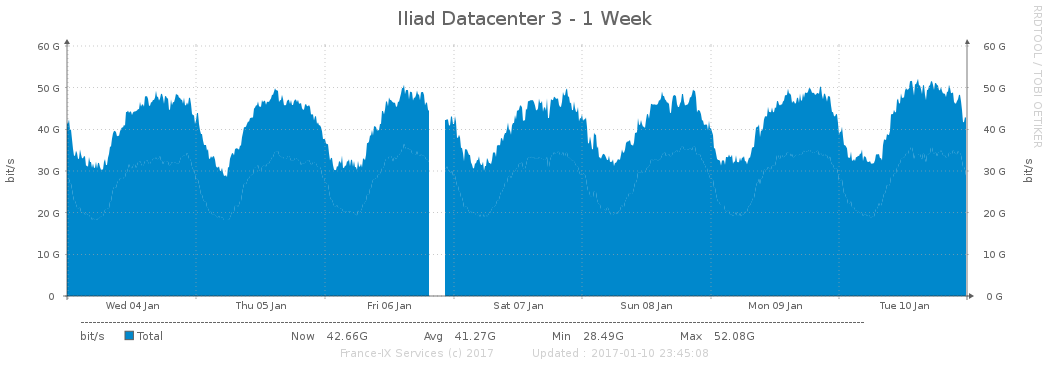 Iliad Datacenter 3 - 1 Week
RRDTOOL / TOBI OETIKER
60 G 60 G
50 G 50 G
40 G 40 G
30 G 30 G
20 G 20 G
10 G 10 G
0 0 G
bit/s bit/s
Wed 04 Jan Thu 05 Jan Fri 06 Jan Sat 07 Jan Sun 08 Jan Mon 09 Jan Tue 10 Jan
bit/s Total Now 42.66G Avg 41.27G Min 28.49G Max 52.08G
France-IX Services (c) 2017 Updated : 2017-01-10 23:45:08